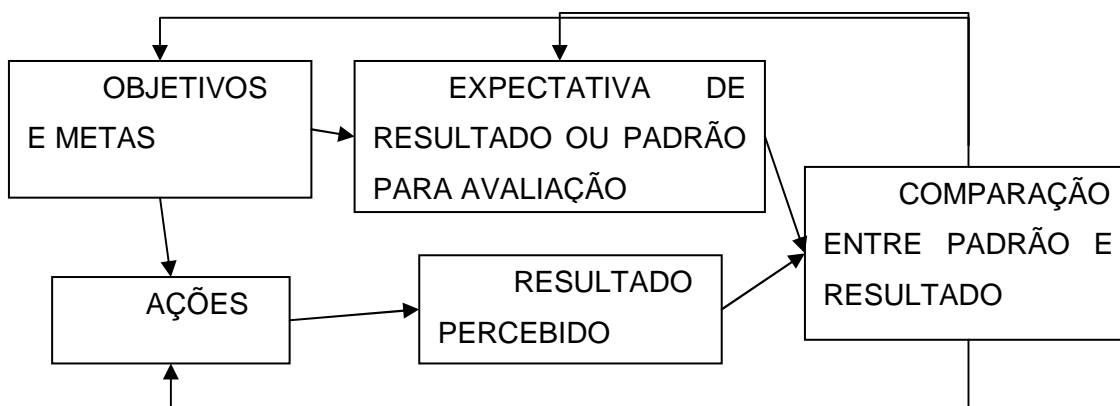 OBJETIVOS
E METAS
EXPECTATIVA DE
RESULTADO OU PADRÃO
PARA AVALIAÇÃO
COMPARAÇÃO
ENTRE PADRÃO E
RESULTADO
AÇÕES
RESULTADO
PERCEBIDO